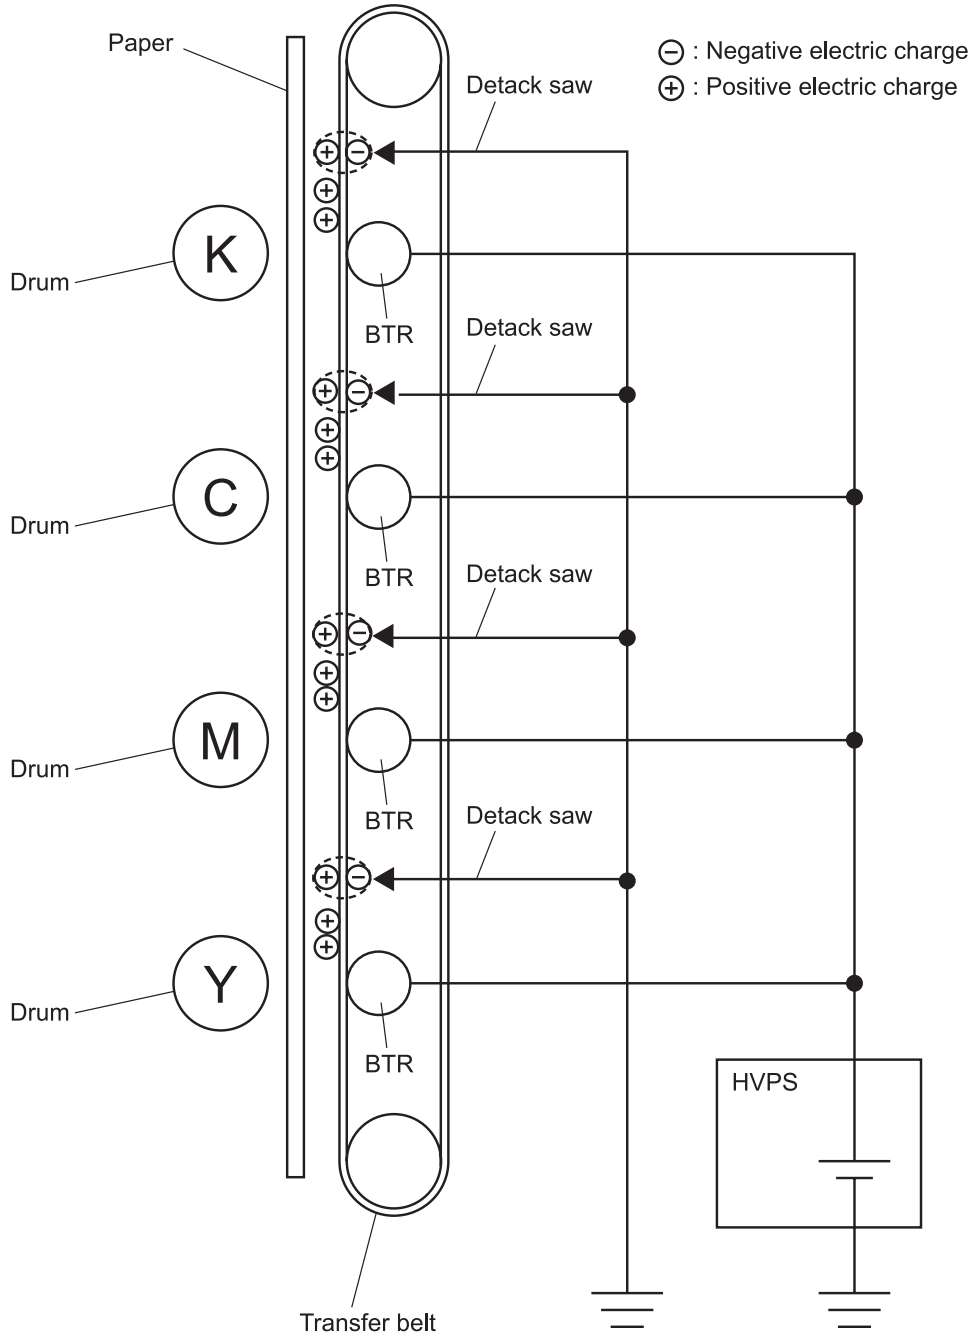 Paper
⊖ : Negative electric charge
⊕ : Positive electric charge
Detack saw
⊕ ⊖
⊕
⊕
K
Drum
BTR
Detack saw
⊕ ⊖
⊕
⊕
C
Drum
BTR
Detack saw
⊕ ⊖
⊕
⊕
M
Drum
BTR
Detack saw
⊕ ⊖
⊕
⊕
Y
Drum
BTR
HVPS
Transfer belt